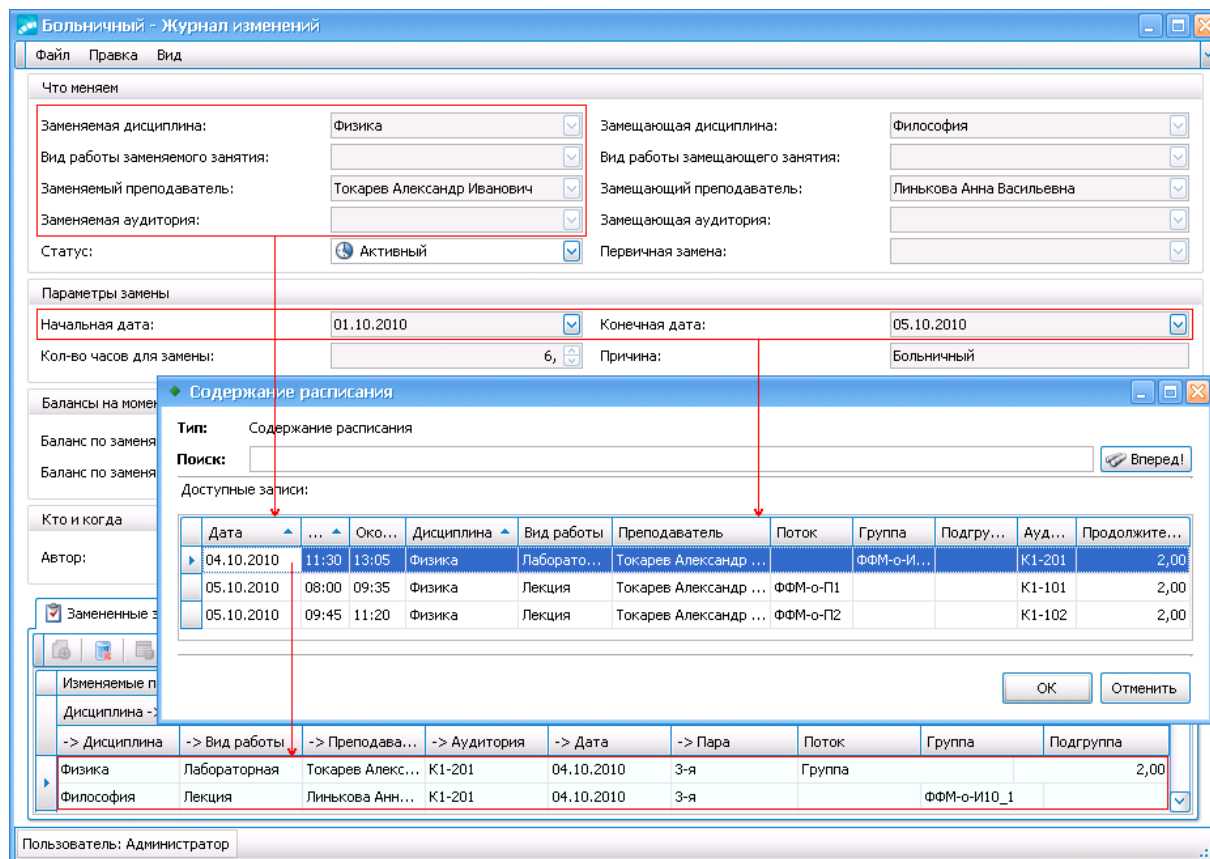 Больничный - Журнал изменений
Файл Правка Вид
Что меняем
Заменяемая дисциплина: Физика Замещающая дисциплина: Философия
Вид работы заменяемого занятия: Вид работы замещающего занятия:
Заменяемый преподаватель: Токарев Александр Иванович Замещающий преподаватель: Линькова Анна Васильевна
Заменяемая аудитория: Замещающая аудитория:
Статус: Активный Первичная замена:
Параметры замены
Начальная дата: 01.10.2010 Конечная дата: 05.10.2010
Кол-во часов для замены: 6, Причина: Больничный
Балансы на момен
Содержание расписания
Тип: Содержание расписания
Баланс по заменя
Поиск: Вперед!
Баланс по заменя
Доступные записи:
Кто и когда
Дата ... Око... Дисциплина Вид работы Преподаватель Поток Группа Подгру... Ауд... Продолжите...
Автор:
04.10.2010 11:30 13:05 Физика Лаборато... Токарев Александр ... ФФМ-о-И... К1-201 2,00
05.10.2010 08:00 09:35 Физика Лекция Токарев Александр ... ФФМ-о-П1 К1-101 2,00
Замененные з
05.10.2010 09:45 11:20 Физика Лекция Токарев Александр ... ФФМ-о-П2 К1-102 2,00
Изменяемые п
ОК Отменить
Дисциплина ->
-> Дисциплина -> Вид работы -> Преподава... -> Аудитория -> Дата -> Пара Поток Группа Подгруппа
Физика Лабораторная Токарев Алекс... К1-201 04.10.2010 3-я Группа 2,00
Философия Лекция Линькова Анн... К1-201 04.10.2010 3-я ФФМ-о-И10_1
Пользователь: Администратор